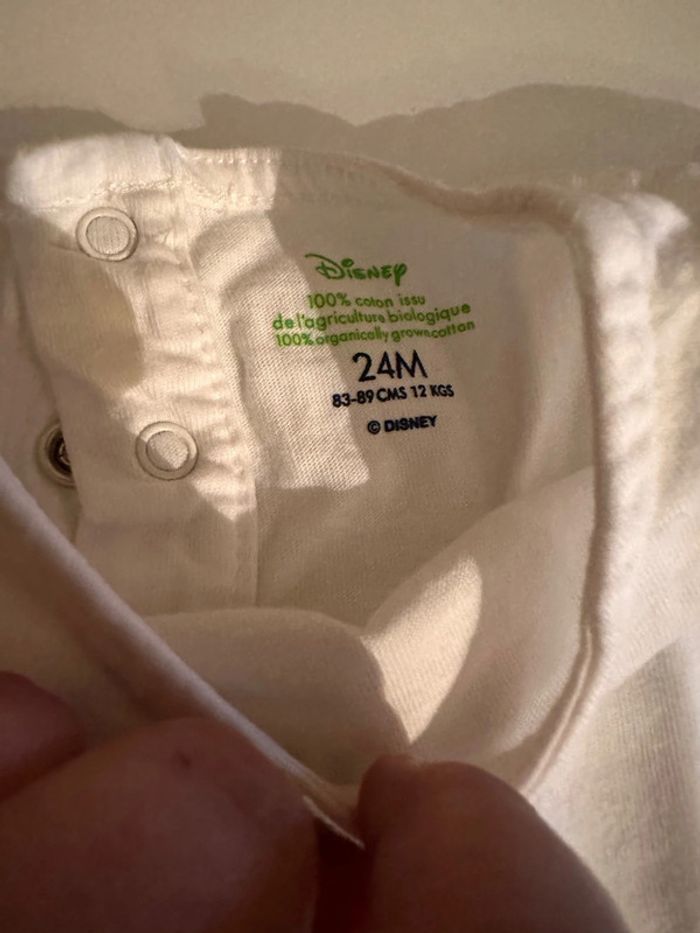 Disney
100% coton issu
de l'agriculture biologique
100% organically grown cotton
24M
83-89 CMS 12 KGS
© DISNEY